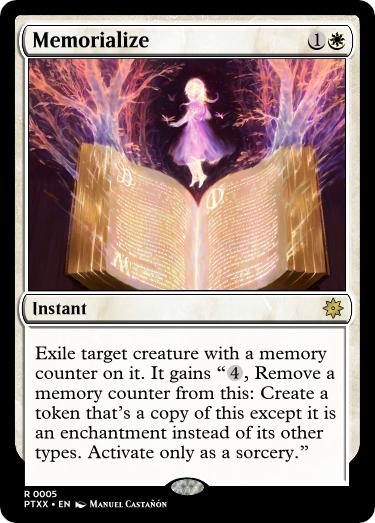 Memorialize 1
Instant
Exile target creature with a memory
counter on it. It gains “4, Remove a
memory counter from this: Create a
token that’s a copy of this except it is
an enchantment instead of its other
types. Activate only as a sorcery.”
R 0005
PTXX • EN Manuel Castañón